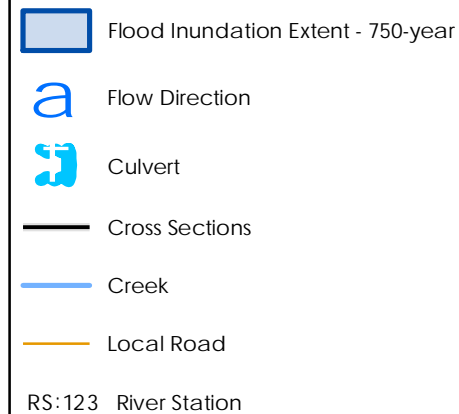 Flood Inundation Extent - 750-year
a Flow Direction
Culvert
Cross Sections
Creek
Local Road
RS:123 River Station